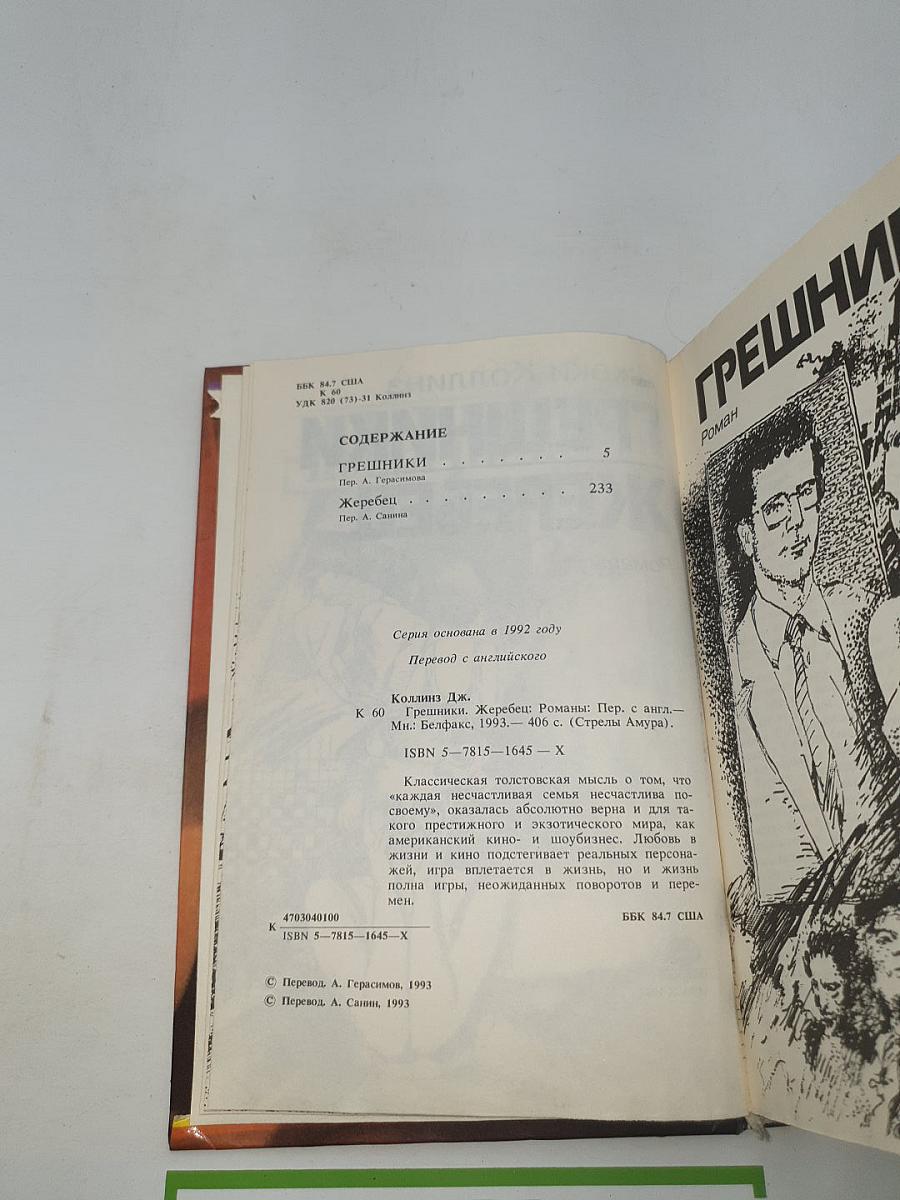 ББК 84.7 США
К 60
УДК 820 (73)-31 Коллинз
СОДЕРЖАНИЕ
ГРЕШНИКИ . . . . . . . 5
Пер. А. Герасимова
Жеребец . . . . . . . . . 233
Пер. А. Санина
Серия основана в 1992 году
Перевод с английского
Коллинз Дж.
К 60 Грешники. Жеребец: Романы: Пер. с англ.—
Мн.: Белфакс, 1993.— 406 с. (Стрелы Амура).
ISBN 5—7815—1645 — X
Классическая толстовская мысль о том, что
«каждая несчастливая семья несчастлива по-
своему», оказалась абсолютно верна и для та-
кого престижного и экзотического мира, как
американский кино- и шоубизнес. Любовь в
жизни и кино подстегивает реальных персона-
жей, игра вплетается в жизнь, но и жизнь
полна игры, неожиданных поворотов и пере-
мен.
К 4703040100
ISBN 5—7815—1645—X
ББК 84.7 США
© Перевод. А. Герасимов, 1993
© Перевод. А. Санин, 1993
ГРЕШНИ
Роман